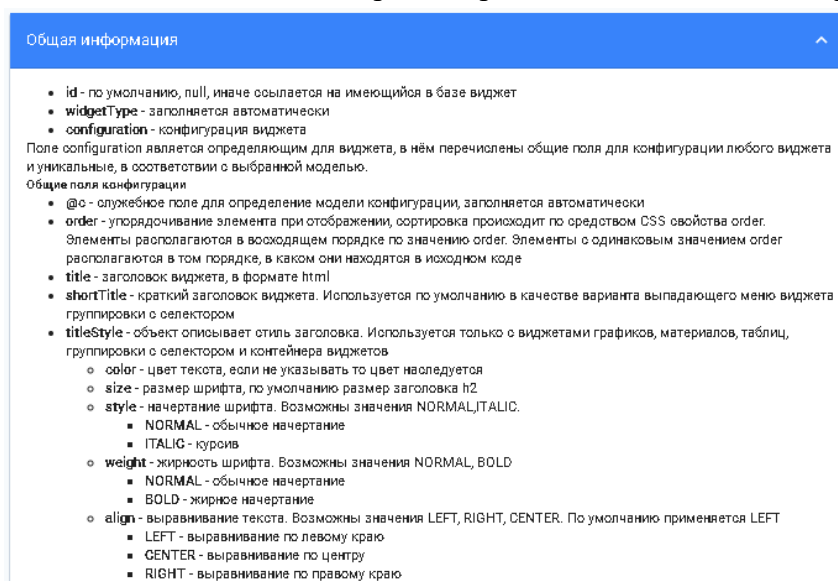 Общая информация
id - по умолчанию, null, иначе ссылается на имеющийся в базе виджет
widgetType - заполняется автоматически
configuration - конфигурация виджета
Поле configuration является определяющим для виджета, в нём перечислены общие поля для конфигурации любого виджета
и уникальные, в соответствии с выбранной моделью.
Общие поля конфигурации
@c - служебное поле для определение модели конфигурации, заполняется автоматически
order - упорядочивание элемента при отображении, сортировка происходит по средством CSS свойства order.
Элементы располагаются в восходящем порядке по значению order. Элементы с одинаковым значением order
располагаются в том порядке, в каком они находятся в исходном коде
title - заголовок виджета, в формате html
shortTitle - краткий заголовок виджета. Используется по умолчанию в качестве варианта выпадающего меню виджета
группировки с селектором
titleStyle - объект описывает стиль заголовка. Используется только с виджетами графиков, материалов, таблиц,
группировки с селектором и контейнера виджетов
color - цвет текста, если не указывать то цвет наследуется
size - размер шрифта, по умолчанию размер заголовка h2
style - начертание шрифта. Возможны значения NORMAL,ITALIC.
NORMAL - обычное начертание
ITALIC - курсив
weight - жирность шрифта. Возможны значения NORMAL, BOLD
NORMAL - обычное начертание
BOLD - жирное начертание
align - выравнивание текста. Возможны значения LEFT, RIGHT, CENTER. По умолчанию применяется LEFT
LEFT - выравнивание по левому краю
CENTER - выравнивание по центру
RIGHT - выравнивание по правому краю